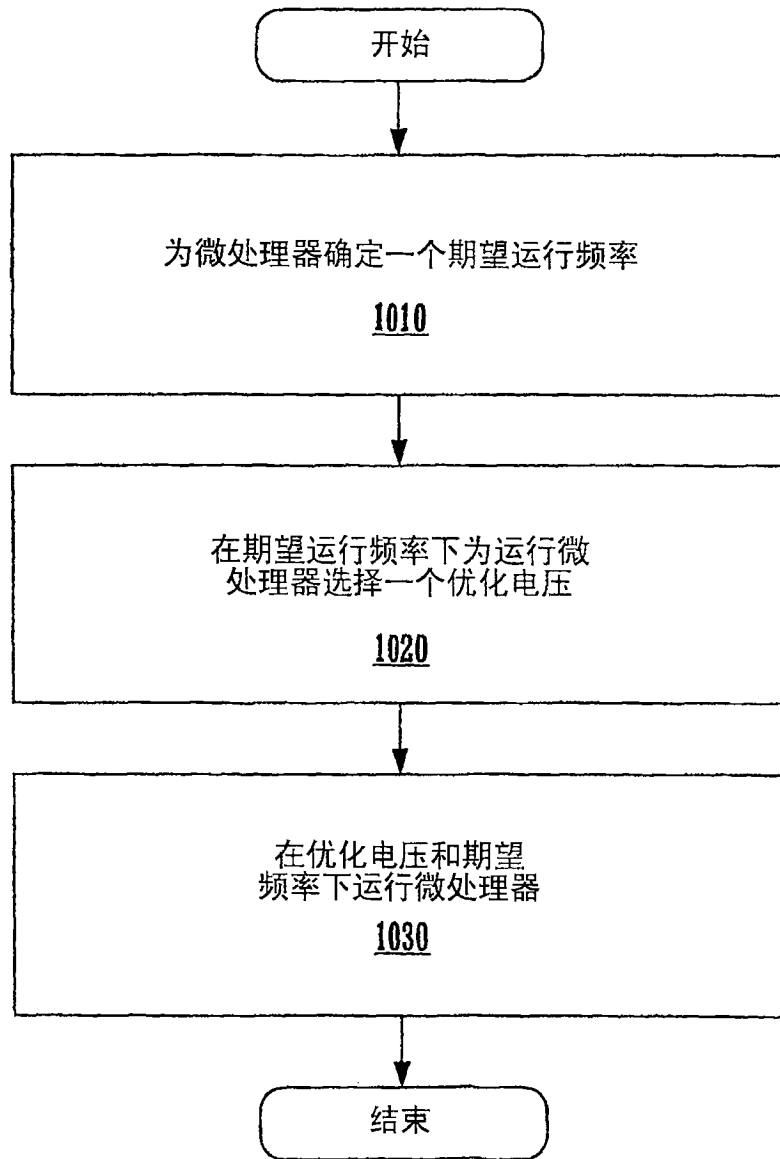 开始
为微处理器确定一个期望运行频率
1010
在期望运行频率下为运行微
处理器选择一个优化电压
1020
在优化电压和期望
频率下运行微处理器
1030
结束